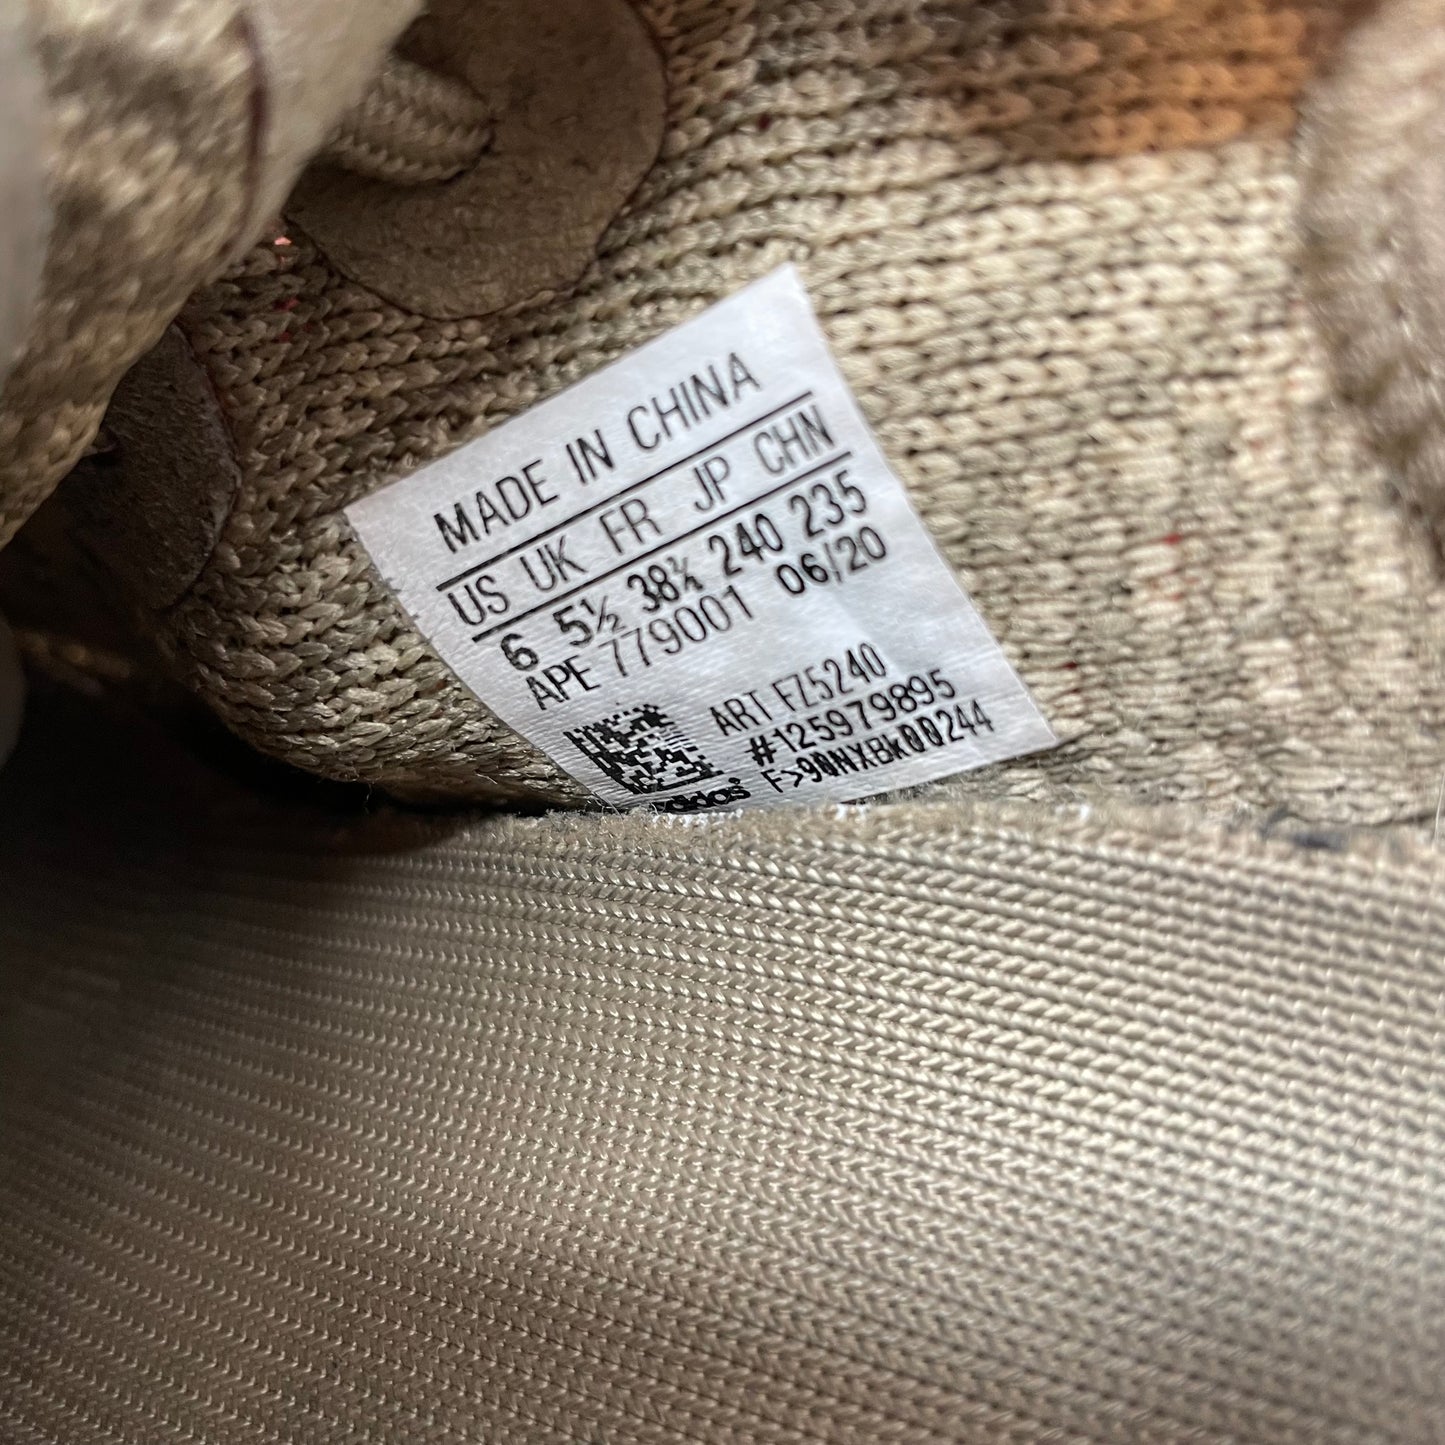 MADE IN CHINA
US UK FR JP CHN
6 5½ 38⅔ 240 235
APE 779001 06/20
ART FZ5240
#125979895
F>90NXBk00244
adidas®